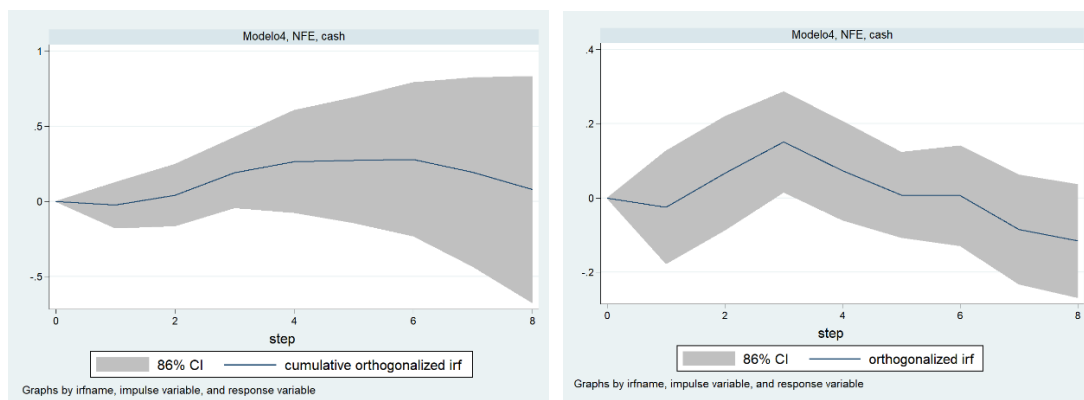 Modelo4, NFE, cash
1
.5
0
-.5
0 2 4 6 8
step
86% CI cumulative orthogonalized irf
Graphs by irfname, impulse variable, and response variable
Modelo4, NFE, cash
.4
.2
0
-.2
0 2 4 6 8
step
86% CI orthogonalized irf
Graphs by irfname, impulse variable, and response variable